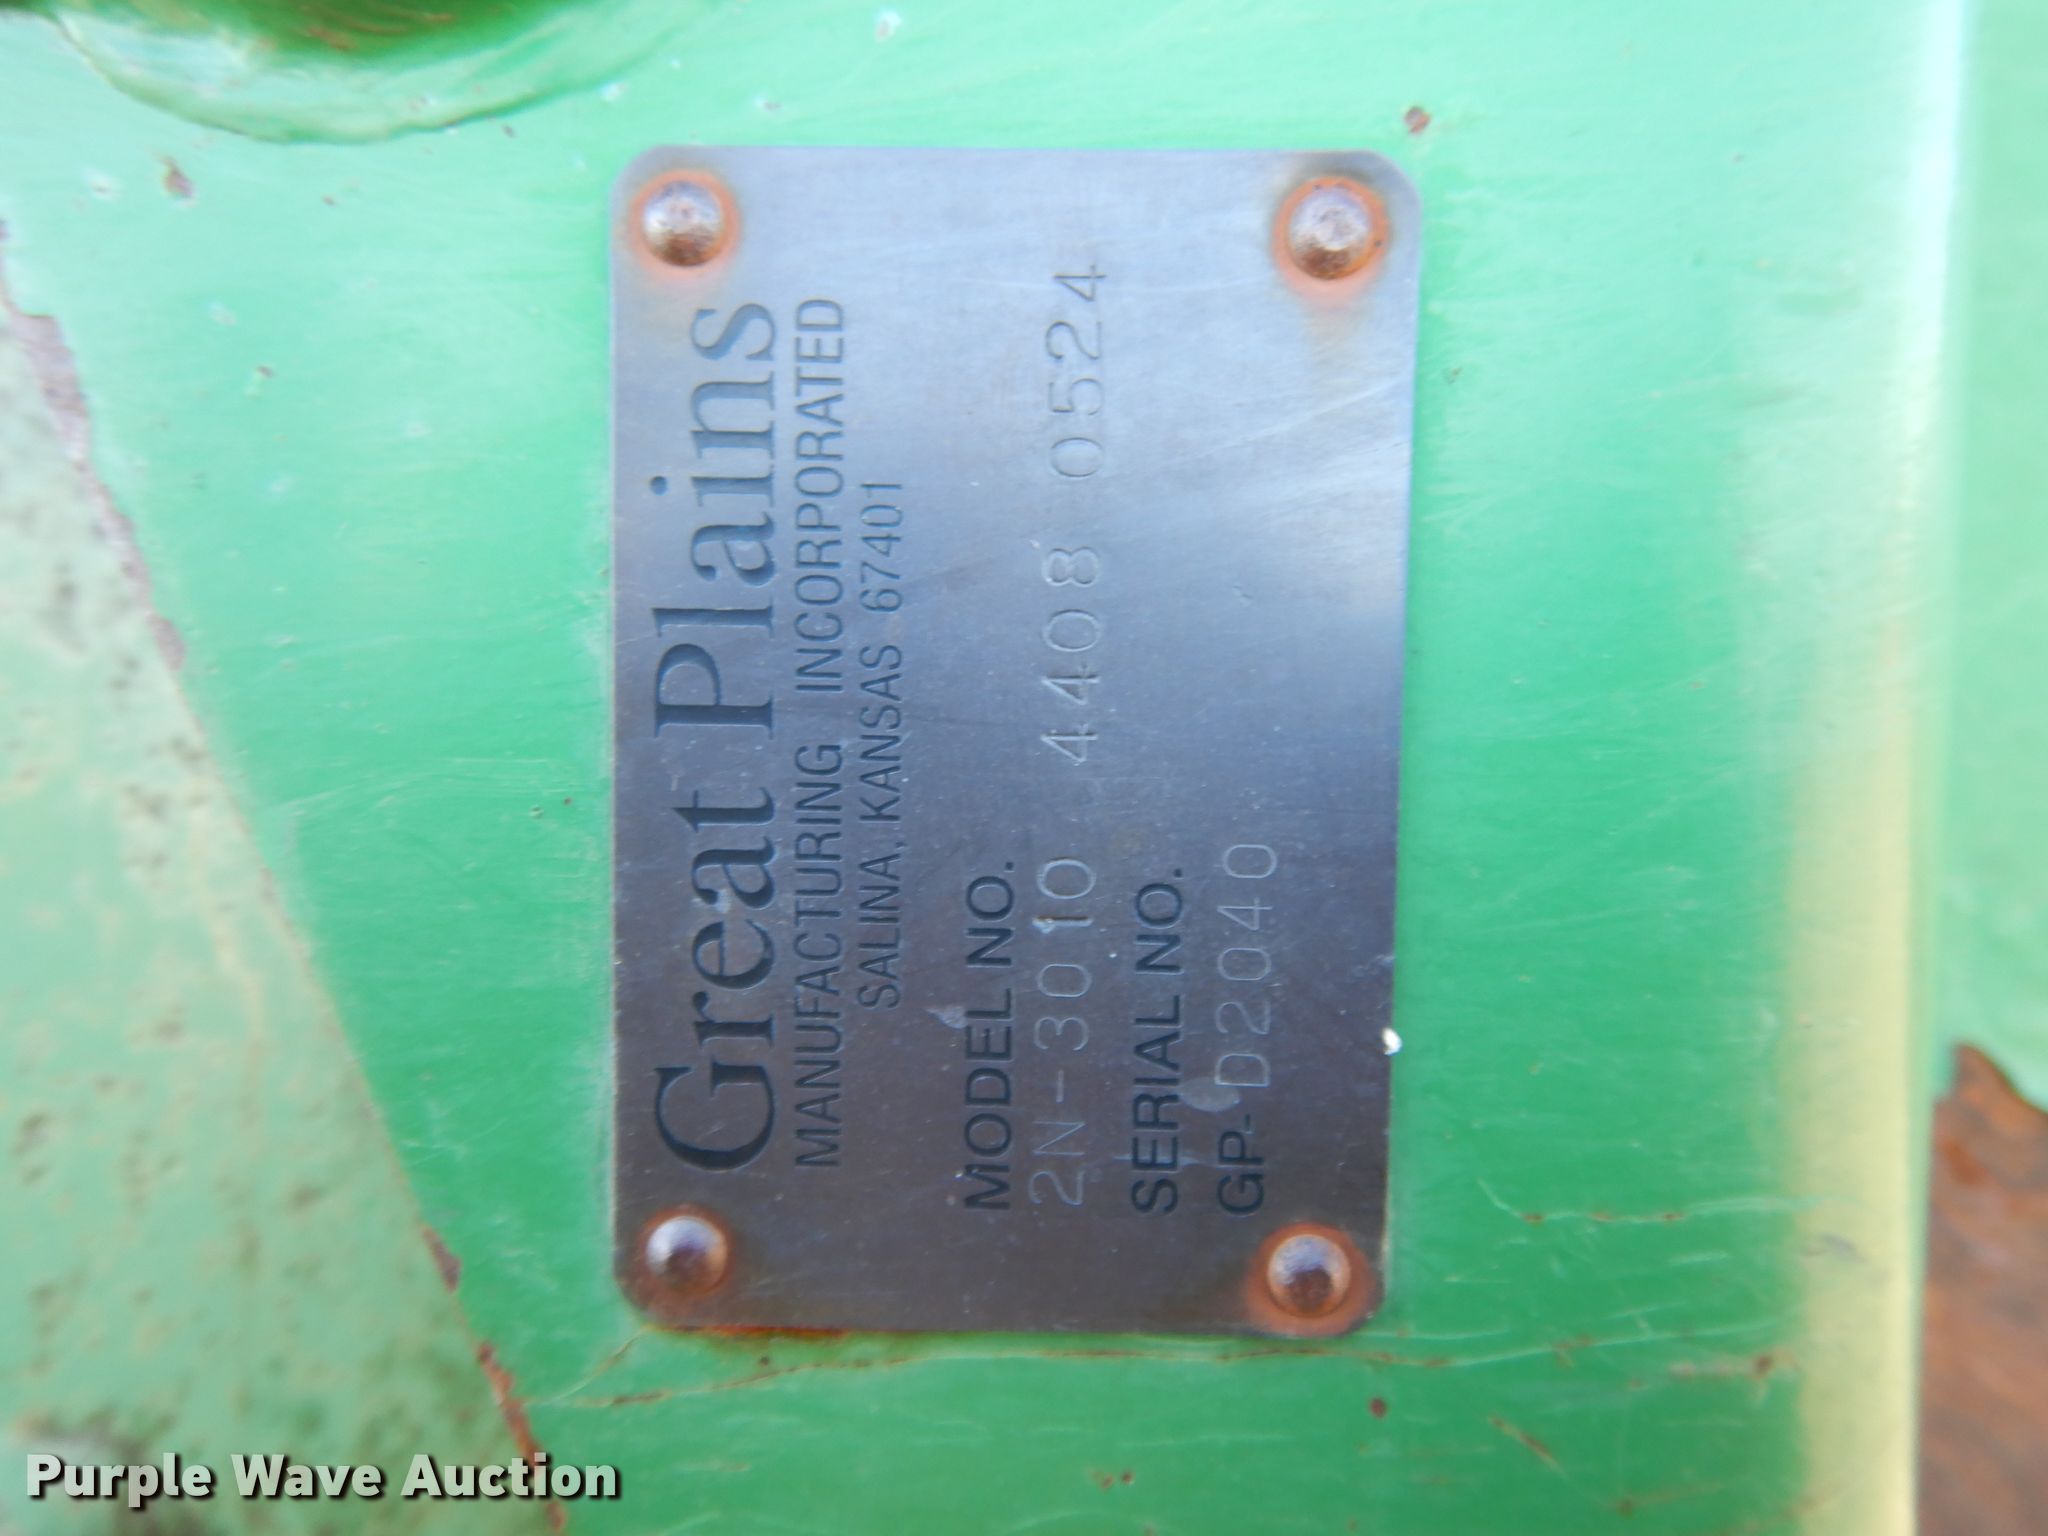 Great Plains
MANUFACTURING INCORPORATED
SALINA, KANSAS 67401
MODEL NO.
2N-3010 4408 0524
SERIAL NO.
GP-D2040
Purple Wave Auction